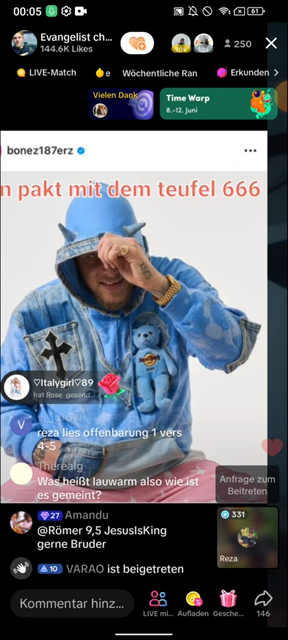 00:05
61
Evangelist ch...
144.6K Likes
250
LIVE-Match
e
Wöchentliche Ran
Erkunden
Vielen Dank
Time Warp
8.-12. Juni
bonez187erz
n pakt mit dem teufel 666
♡Italygirl♡89
hat Rose gesend...
V
reza lies offenbarung 1 vers
4-5
Therealg
Was heißt lauwarm also wie ist
es gemeint?
Anfrage zum
Beitreten
27 Amandu
@Römer 9,5 JesusIsKing
gerne Bruder
331
Reza
10 VARAO ist beigetreten
Kommentar hinz...
LIVE mi...
Aufladen
Gesche...
146